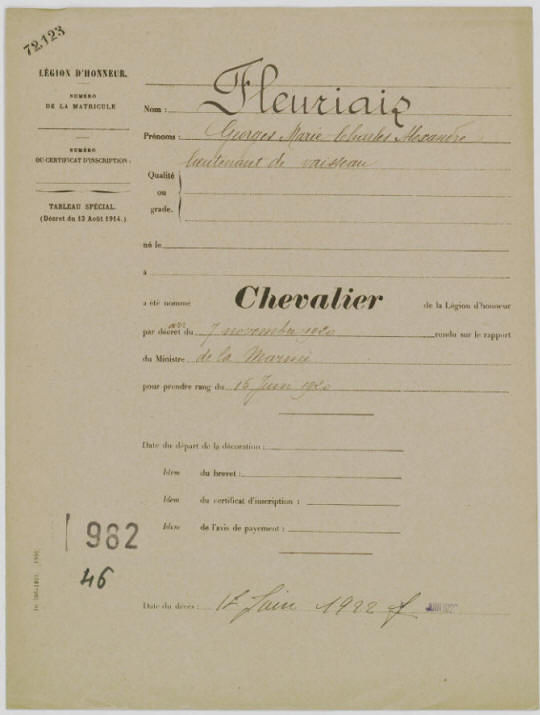 72.123
LÉGION D'HONNEUR.
NUMÉRO
DE LA MATRICULE
NUMÉRO
DU CERTIFICAT D'INSCRIPTION :
TABLEAU SPÉCIAL.
(Décret du 13 Août 1914.)
Nom : Fleuriais
Prénoms : Georges Marie Charles Alexandre
lieutenant de vaisseau
Qualité
ou
grade.
né le
à
a été nommé Chevalier de la Légion d'honneur
par décret du 7 novembre 1920 rendu sur le rapport
du Ministre de la Marine
pour prendre rang du 15 Juin 1920
Date du départ de la décoration :
Idem du brevet :
Idem du certificat d'inscription :
Idem de l'avis de payement :
982
46
Date du décès : Juin 1922